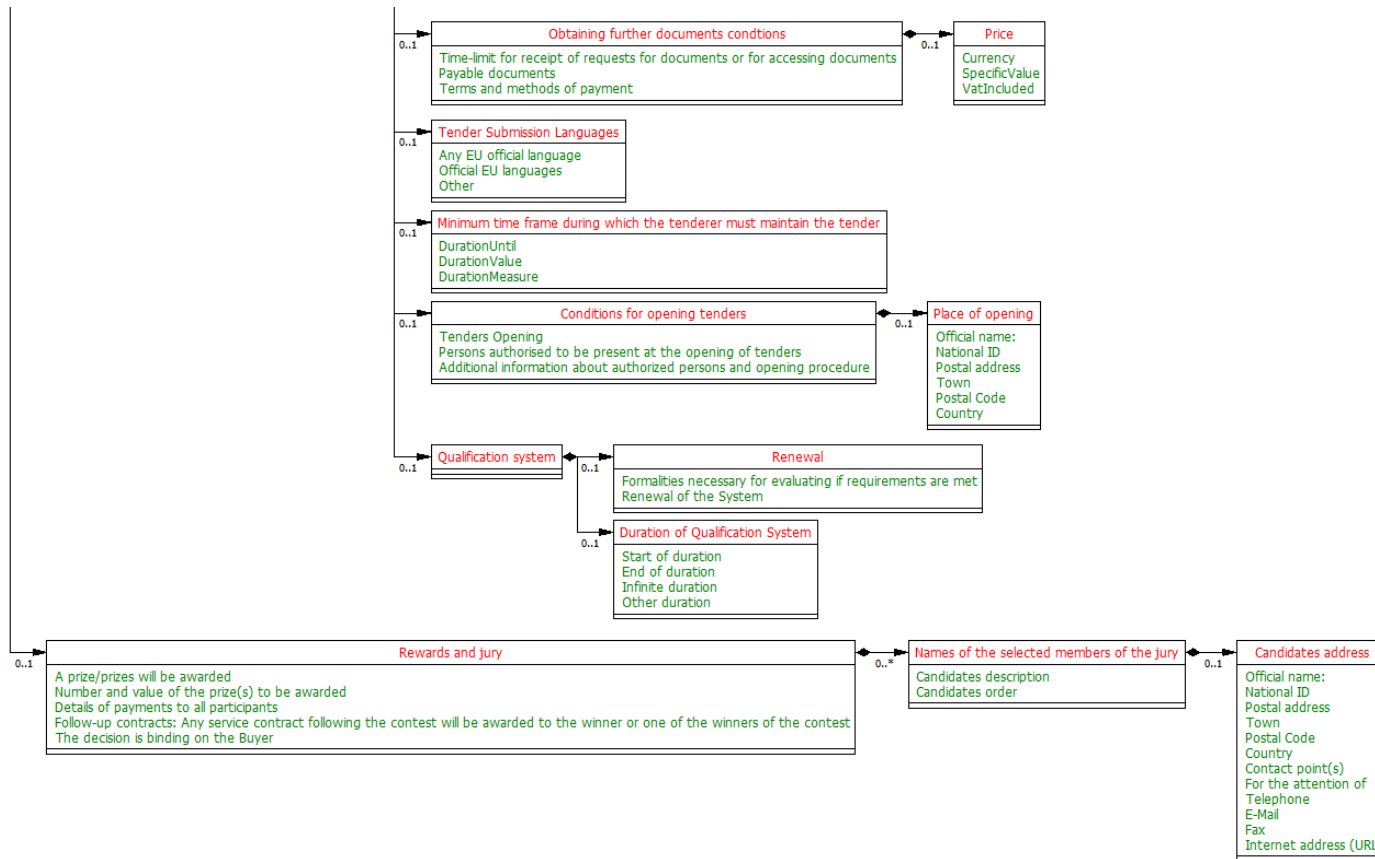 Obtaining further documents condtions
0..1
Time-limit for receipt of requests for documents or for accessing documents
Payable documents
Terms and methods of payment
0..1
Price
Currency
SpecificValue
VatIncluded
Tender Submission Languages
0..1
Any EU official language
Official EU languages
Other
Minimum time frame during which the tenderer must maintain the tender
0..1
DurationUntil
DurationValue
DurationMeasure
Conditions for opening tenders
0..1
Tenders Opening
Persons authorised to be present at the opening of tenders
Additional information about authorized persons and opening procedure
0..1
Place of opening
Official name:
National ID
Postal address
Town
Postal Code
Country
Qualification system
0..1
0..1
Renewal
Formalities necessary for evaluating if requirements are met
Renewal of the System
0..1
Duration of Qualification System
Start of duration
End of duration
Infinite duration
Other duration
Rewards and jury
0..1
A prize/prizes will be awarded
Number and value of the prize(s) to be awarded
Details of payments to all participants
Follow-up contracts: Any service contract following the contest will be awarded to the winner or one of the winners of the contest
The decision is binding on the Buyer
0..*
Names of the selected members of the jury
Candidates description
Candidates order
0..1
Candidates address
Official name:
National ID
Postal address
Town
Postal Code
Country
Contact point(s)
For the attention of
Telephone
E-Mail
Fax
Internet address (URL